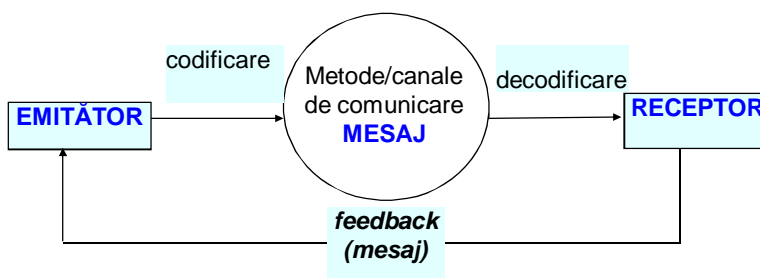 codificare
Metode/canale
de comunicare
MESAJ
decodificare
EMITĂTOR
RECEPTOR
feedback
(mesaj)